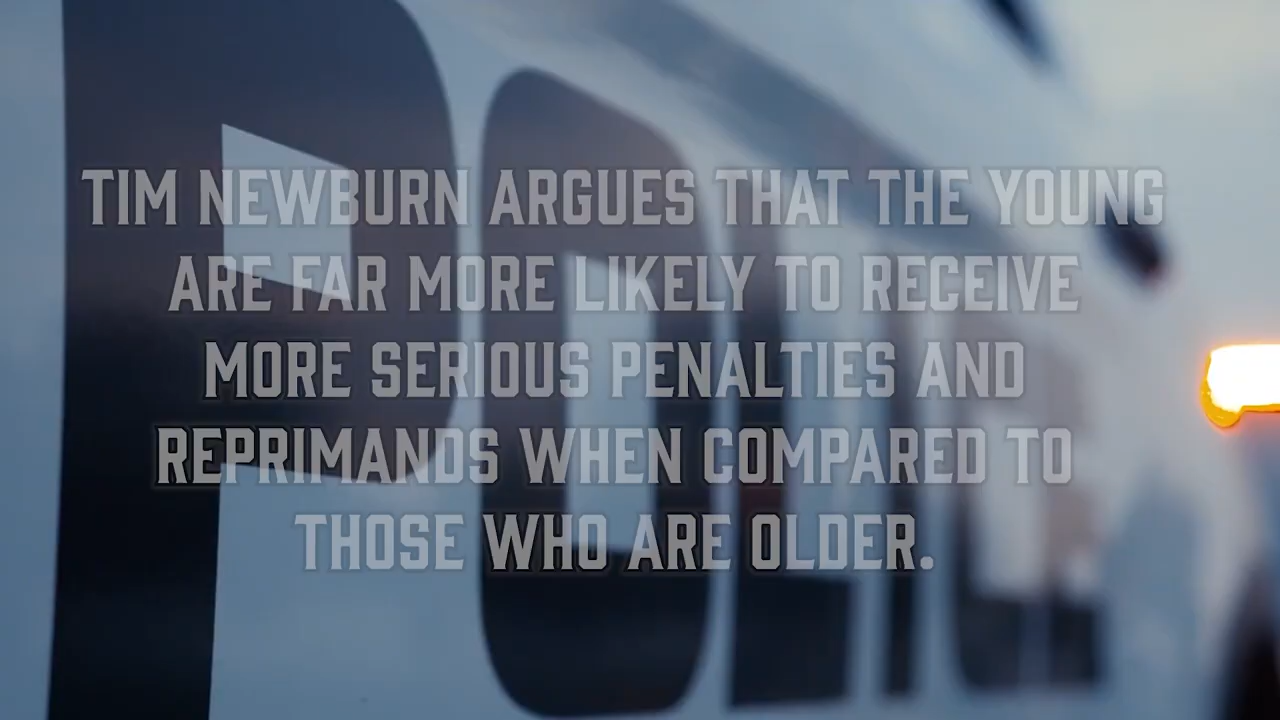 POLICE
TIM NEWBURN ARGUES THAT THE YOUNG
ARE FAR MORE LIKELY TO RECEIVE
MORE SERIOUS PENALTIES AND
REPRIMANDS WHEN COMPARED TO
THOSE WHO ARE OLDER.